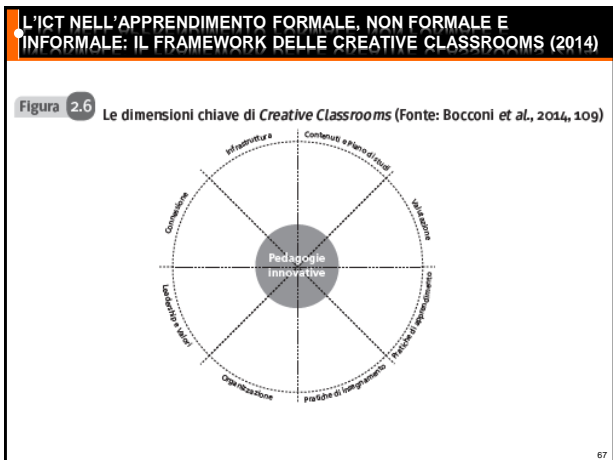 L'ICT NELL'APPRENDIMENTO FORMALE, NON FORMALE E
INFORMALE: IL FRAMEWORK DELLE CREATIVE CLASSROOMS (2014)
Figura 2.6 Le dimensioni chiave di Creative Classrooms (Fonte: Bocconi et al., 2014, 109)
Infrastruttura
Contenuti e Piano di studi
Connessione
Valutazione
Pedagogie
innovative
Leadership e Valori
Pratiche di apprendimento
Organizzazione
Pratiche di insegnamento
67